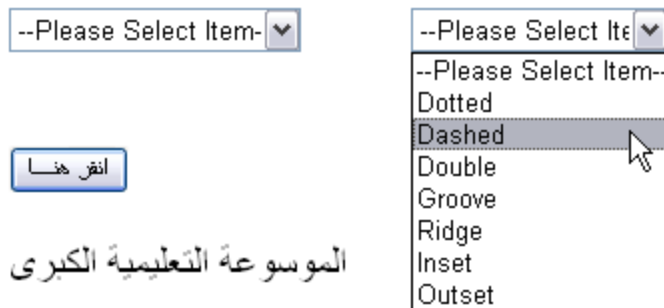 --Please Select Item-
انقر هنــا
الموسوعة التعليمية الكبرى
--Please Select Ite
--Please Select Item--
Dotted
Dashed
Double
Groove
Ridge
Inset
Outset